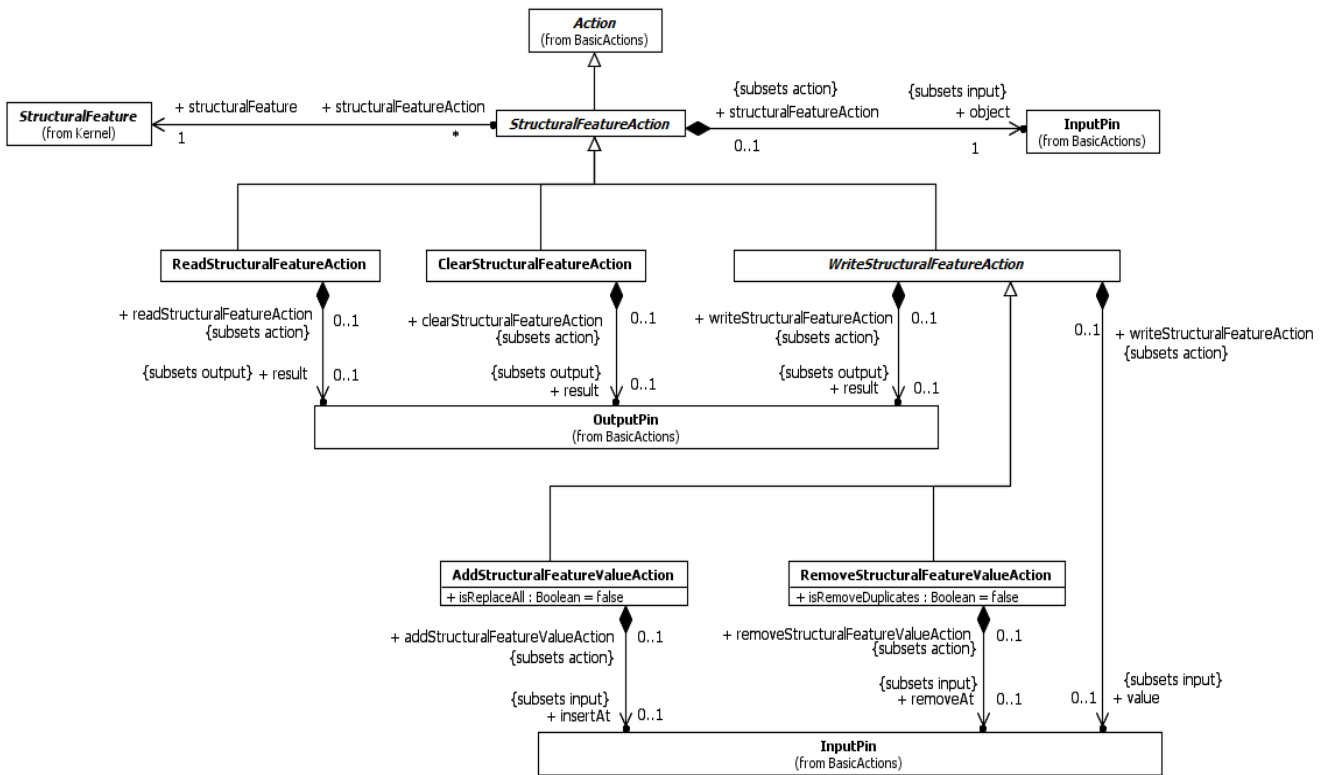 Action
(from BasicActions)
{subsets action}
{subsets input}
+ structuralFeature
+ structuralFeatureAction
+ structuralFeatureAction
+ object
StructuralFeature
(from Kernel)
StructuralFeatureAction
InputPin
(from BasicActions)
1
*
0..1
1
ReadStructuralFeatureAction
ClearStructuralFeatureAction
WriteStructuralFeatureAction
+ readStructuralFeatureAction
{subsets action}
0..1
+ clearStructuralFeatureAction
{subsets action}
0..1
+ writeStructuralFeatureAction
{subsets action}
0..1
0..1
+ writeStructuralFeatureAction
{subsets action}
{subsets output} + result
0..1
{subsets output}
+ result
0..1
{subsets output}
+ result
0..1
OutputPin
(from BasicActions)
AddStructuralFeatureValueAction
+ isReplaceAll : Boolean = false
RemoveStructuralFeatureValueAction
+ isRemoveDuplicates : Boolean = false
+ addStructuralFeatureValueAction
{subsets action}
0..1
+ removeStructuralFeatureValueAction
{subsets action}
0..1
{subsets input}
+ insertAt
0..1
{subsets input}
+ removeAt
0..1
{subsets input}
0..1
+ value
InputPin
(from BasicActions)